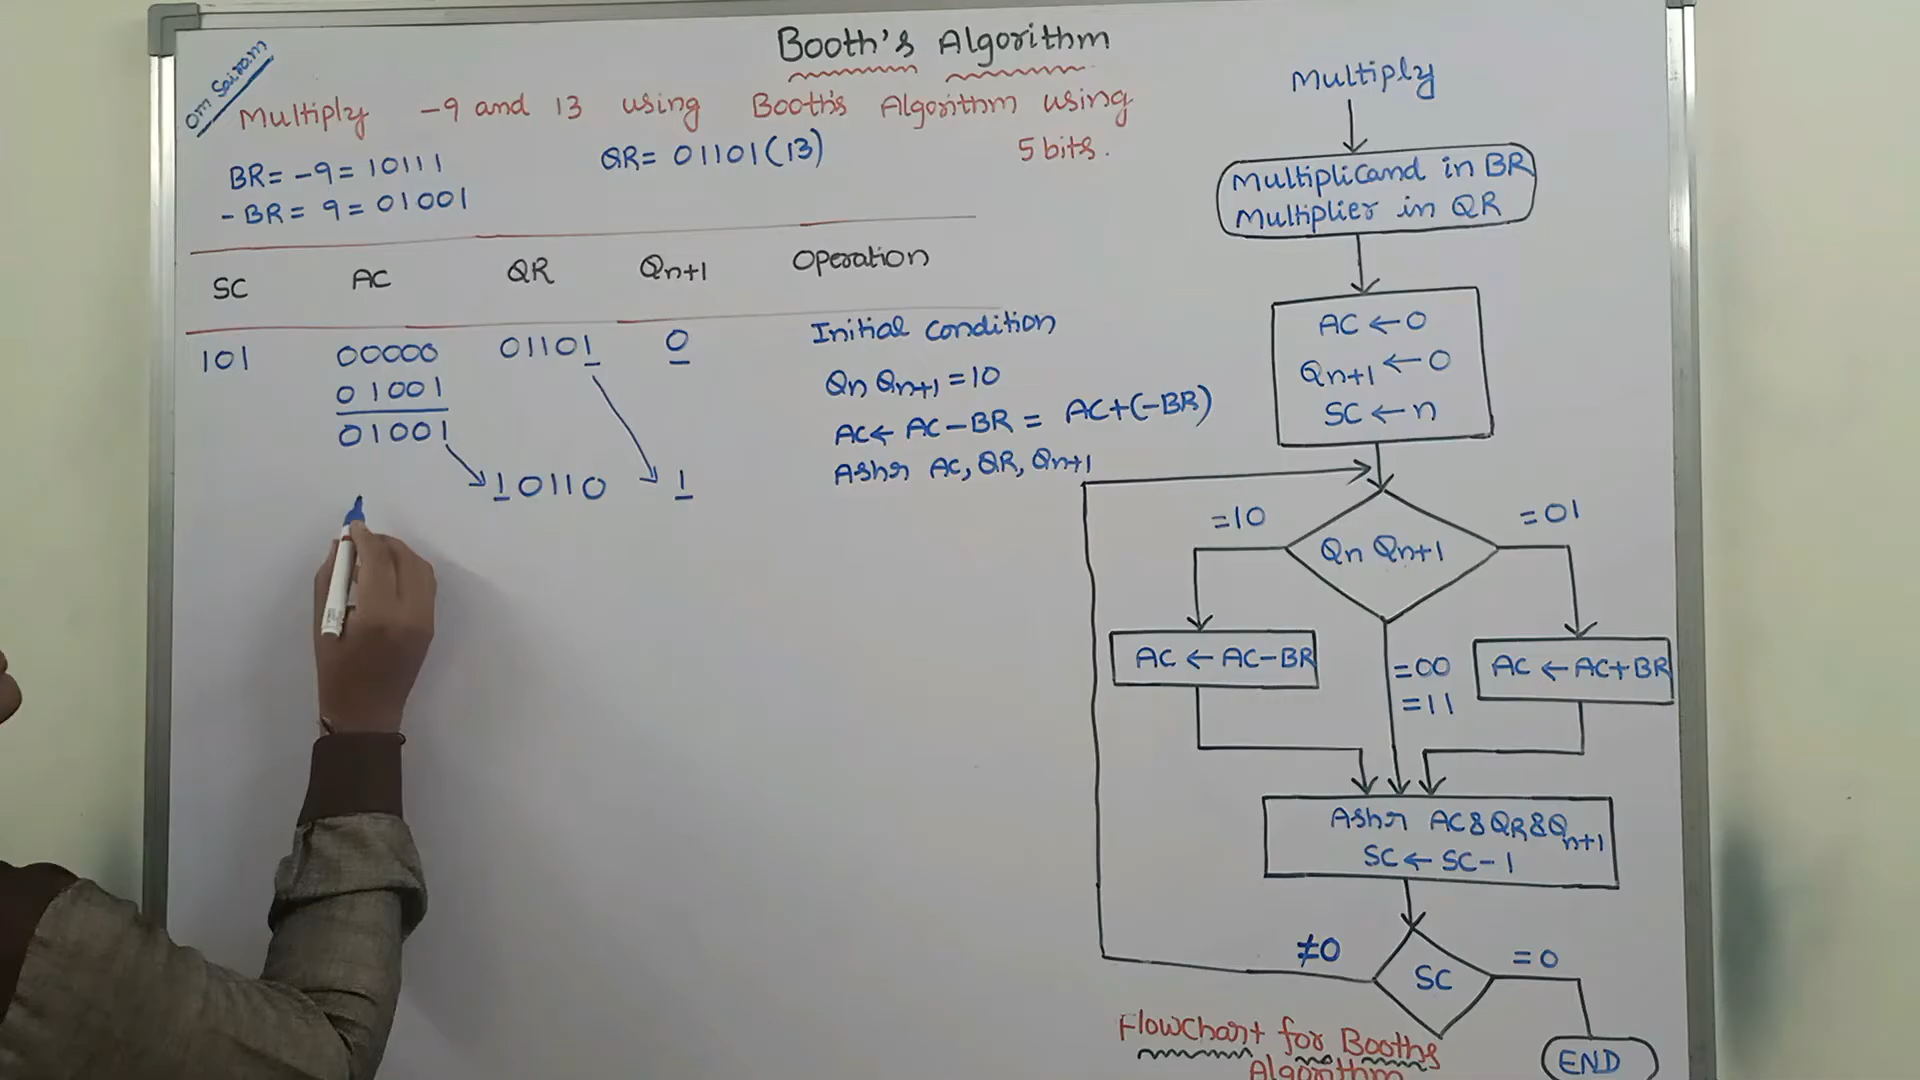 Om Sairam
Booth's Algorithm
Multiply -9 and 13 using Booth's Algorithm using
5 bits.
BR = -9 = 10111
QR = 01101 (13)
-BR = 9 = 01001
SC AC QR Qn+1 Operation
101 00000 01101 0 Initial Condition
01001 Qn Qn+1 = 10
01001 AC ← AC - BR = AC + (-BR)
Ashr AC, QR, Qn+1
10110 1
Multiply
Multiplicand in BR
Multiplier in QR
AC ← 0
Qn+1 ← 0
SC ← n
=10
Qn Qn+1
=01
AC ← AC-BR
=00
=11
AC ← AC+BR
Ashr AC&QR&Qn+1
SC ← SC-1
≠0
SC
=0
END
Flowchart for Booths
Algorithm